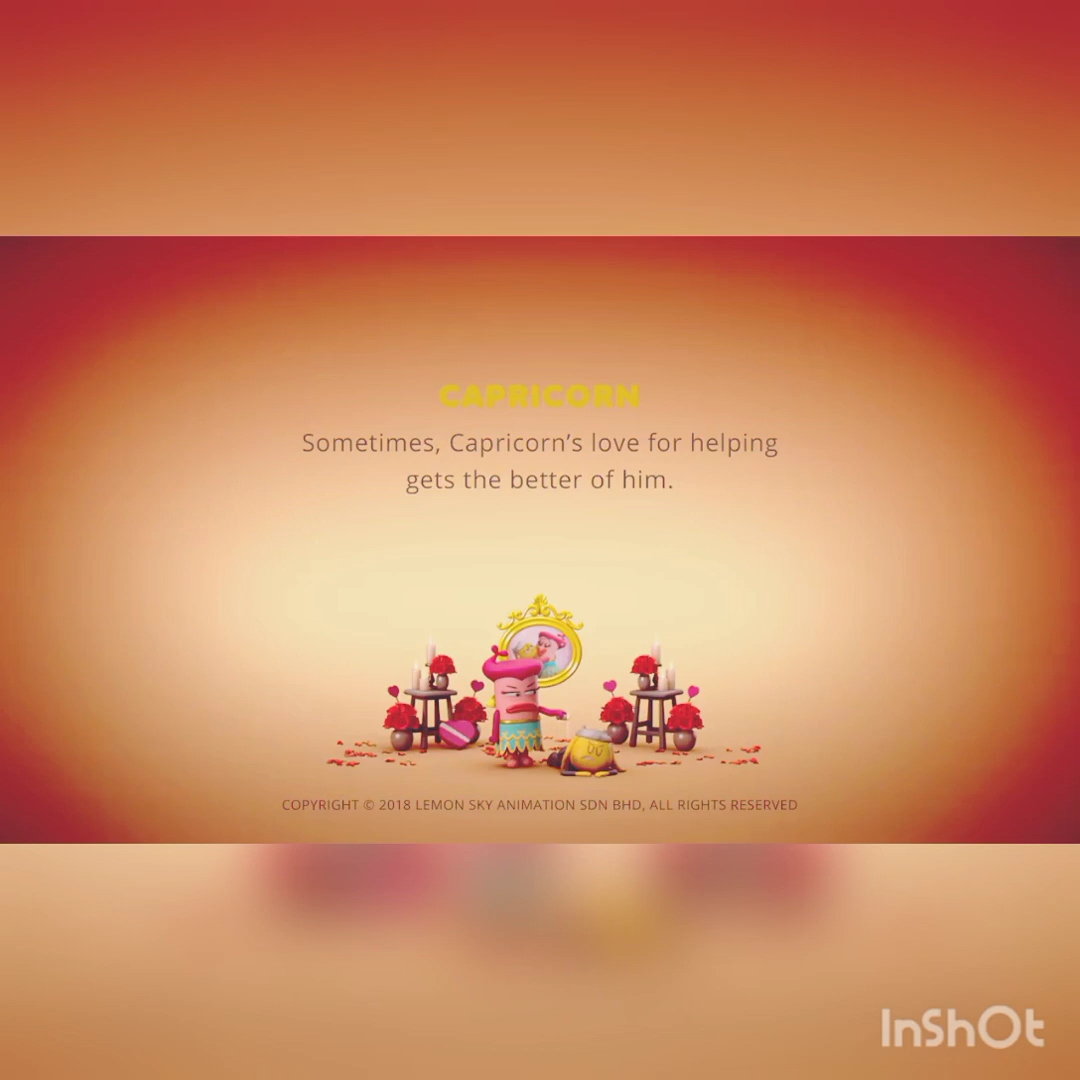 CAPRICORN
Sometimes, Capricorn's love for helping
gets the better of him.
COPYRIGHT © 2018 LEMON SKY ANIMATION SDN BHD, ALL RIGHTS RESERVED
InShOt